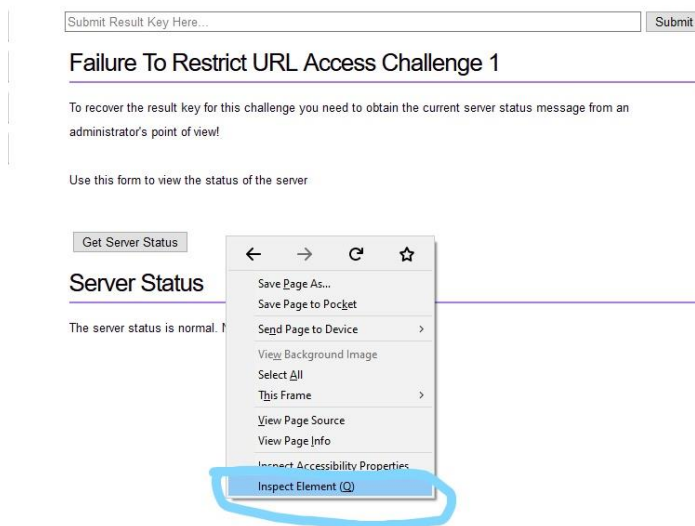 Submit Result Key Here...
Submit
Failure To Restrict URL Access Challenge 1
To recover the result key for this challenge you need to obtain the current server status message from an
administrator's point of view!
Use this form to view the status of the server
Get Server Status
Server Status
The server status is normal.
Save Page As...
Save Page to Pocket
Send Page to Device
View Background Image
Select All
This Frame
View Page Source
View Page Info
Inspect Accessibility Properties
Inspect Element (Q)